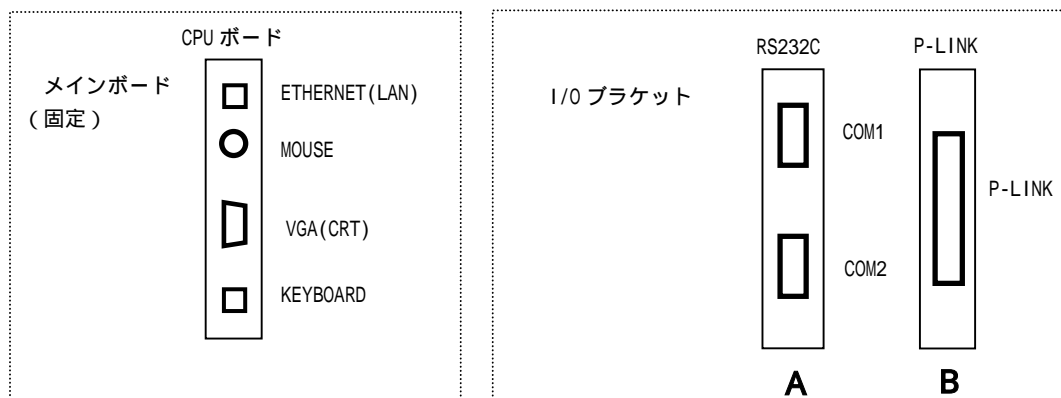 CPU ボード
メインボード
(固定)
ETHERNET(LAN)
MOUSE
VGA(CRT)
KEYBOARD
I/O ブラケット
RS232C
P-LINK
COM1
P-LINK
COM2
A
B